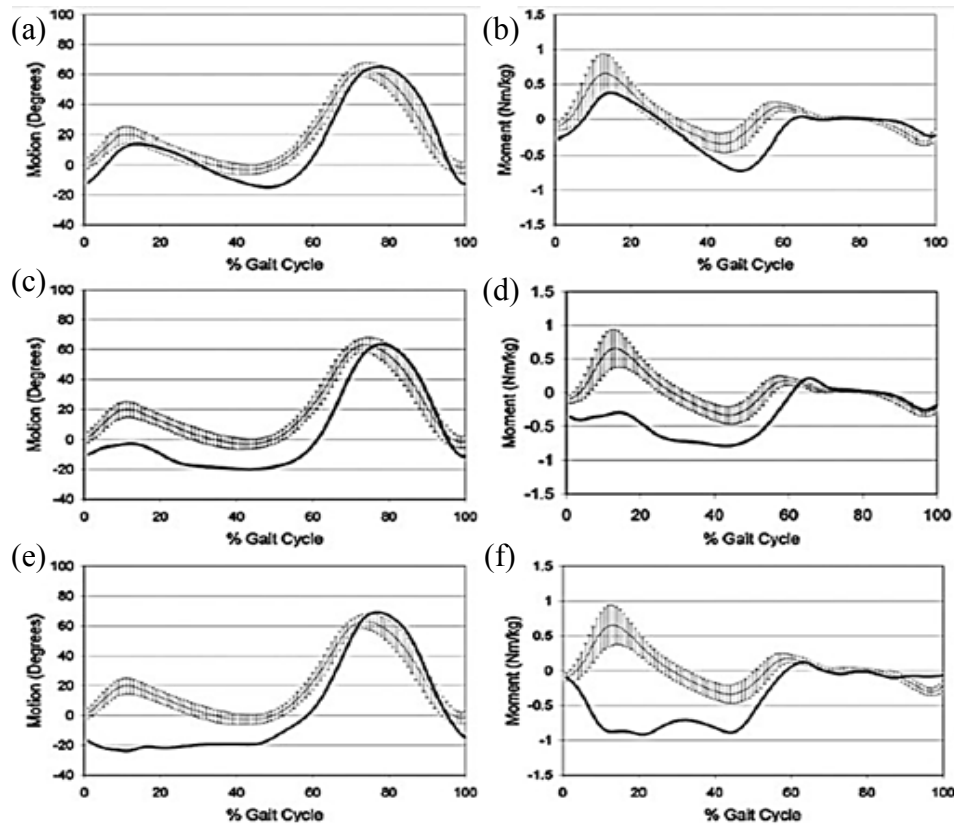 (a)
Motion (Degrees)
100
80
60
40
20
0
-20
-40
0 20 40 60 80 100
% Gait Cycle
(b)
Moment (Nm/kg)
1.5
1
0.5
0
-0.5
-1
-1.5
0 20 40 60 80 100
% Gait Cycle
(c)
Motion (Degrees)
100
80
60
40
20
0
-20
-40
0 20 40 60 80 100
% Gait Cycle
(d)
Moment (Nm/kg)
1.5
1
0.5
0
-0.5
-1
-1.5
0 20 40 60 80 100
% Gait Cycle
(e)
Motion (Degrees)
100
80
60
40
20
0
-20
-40
0 20 40 60 80 100
% Gait Cycle
(f)
Moment (Nm/kg)
1.5
1
0.5
0
-0.5
-1
-1.5
0 20 40 60 80 100
% Gait Cycle